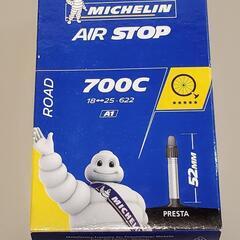 MICHELIN
AIR STOP
ROAD
700C
18↔25-622
A1
52MM
MICHELIN
PRESTA